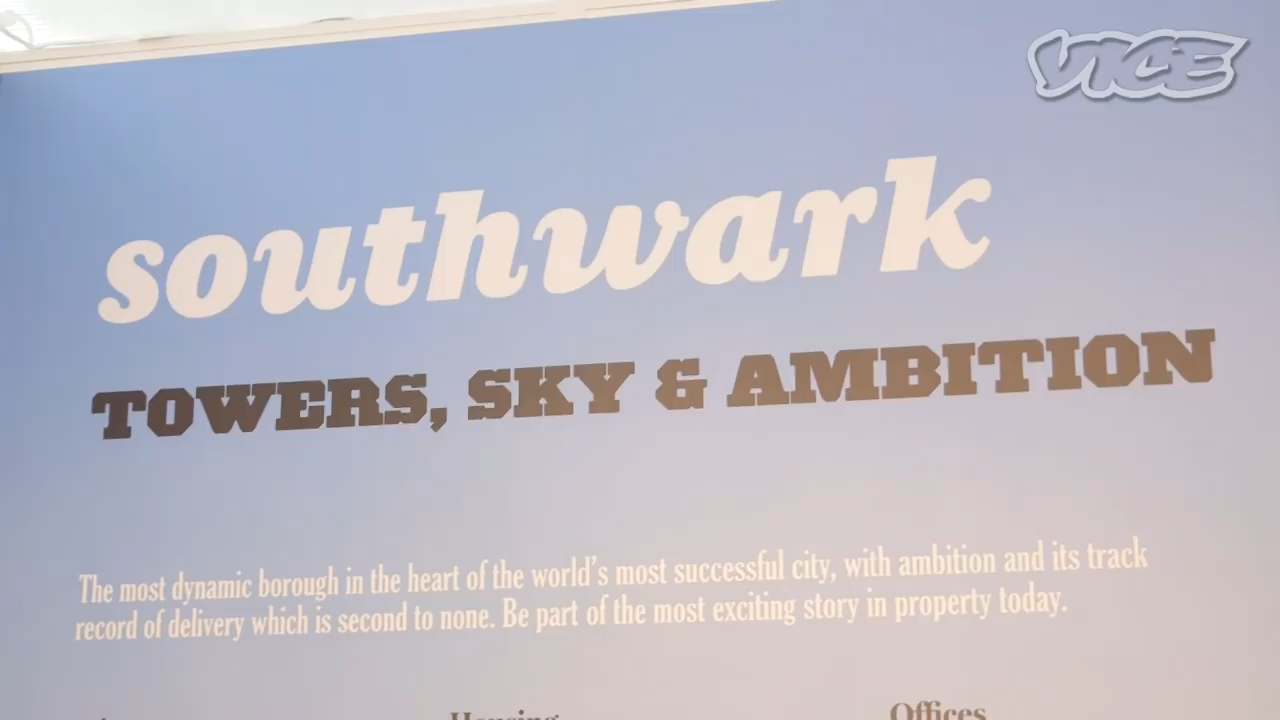 VICE
southwark
TOWERS, SKY & AMBITION
The most dynamic borough in the heart of the world's most successful city, with ambition and its track
record of delivery which is second to none. Be part of the most exciting story in property today.
Housing
Offices